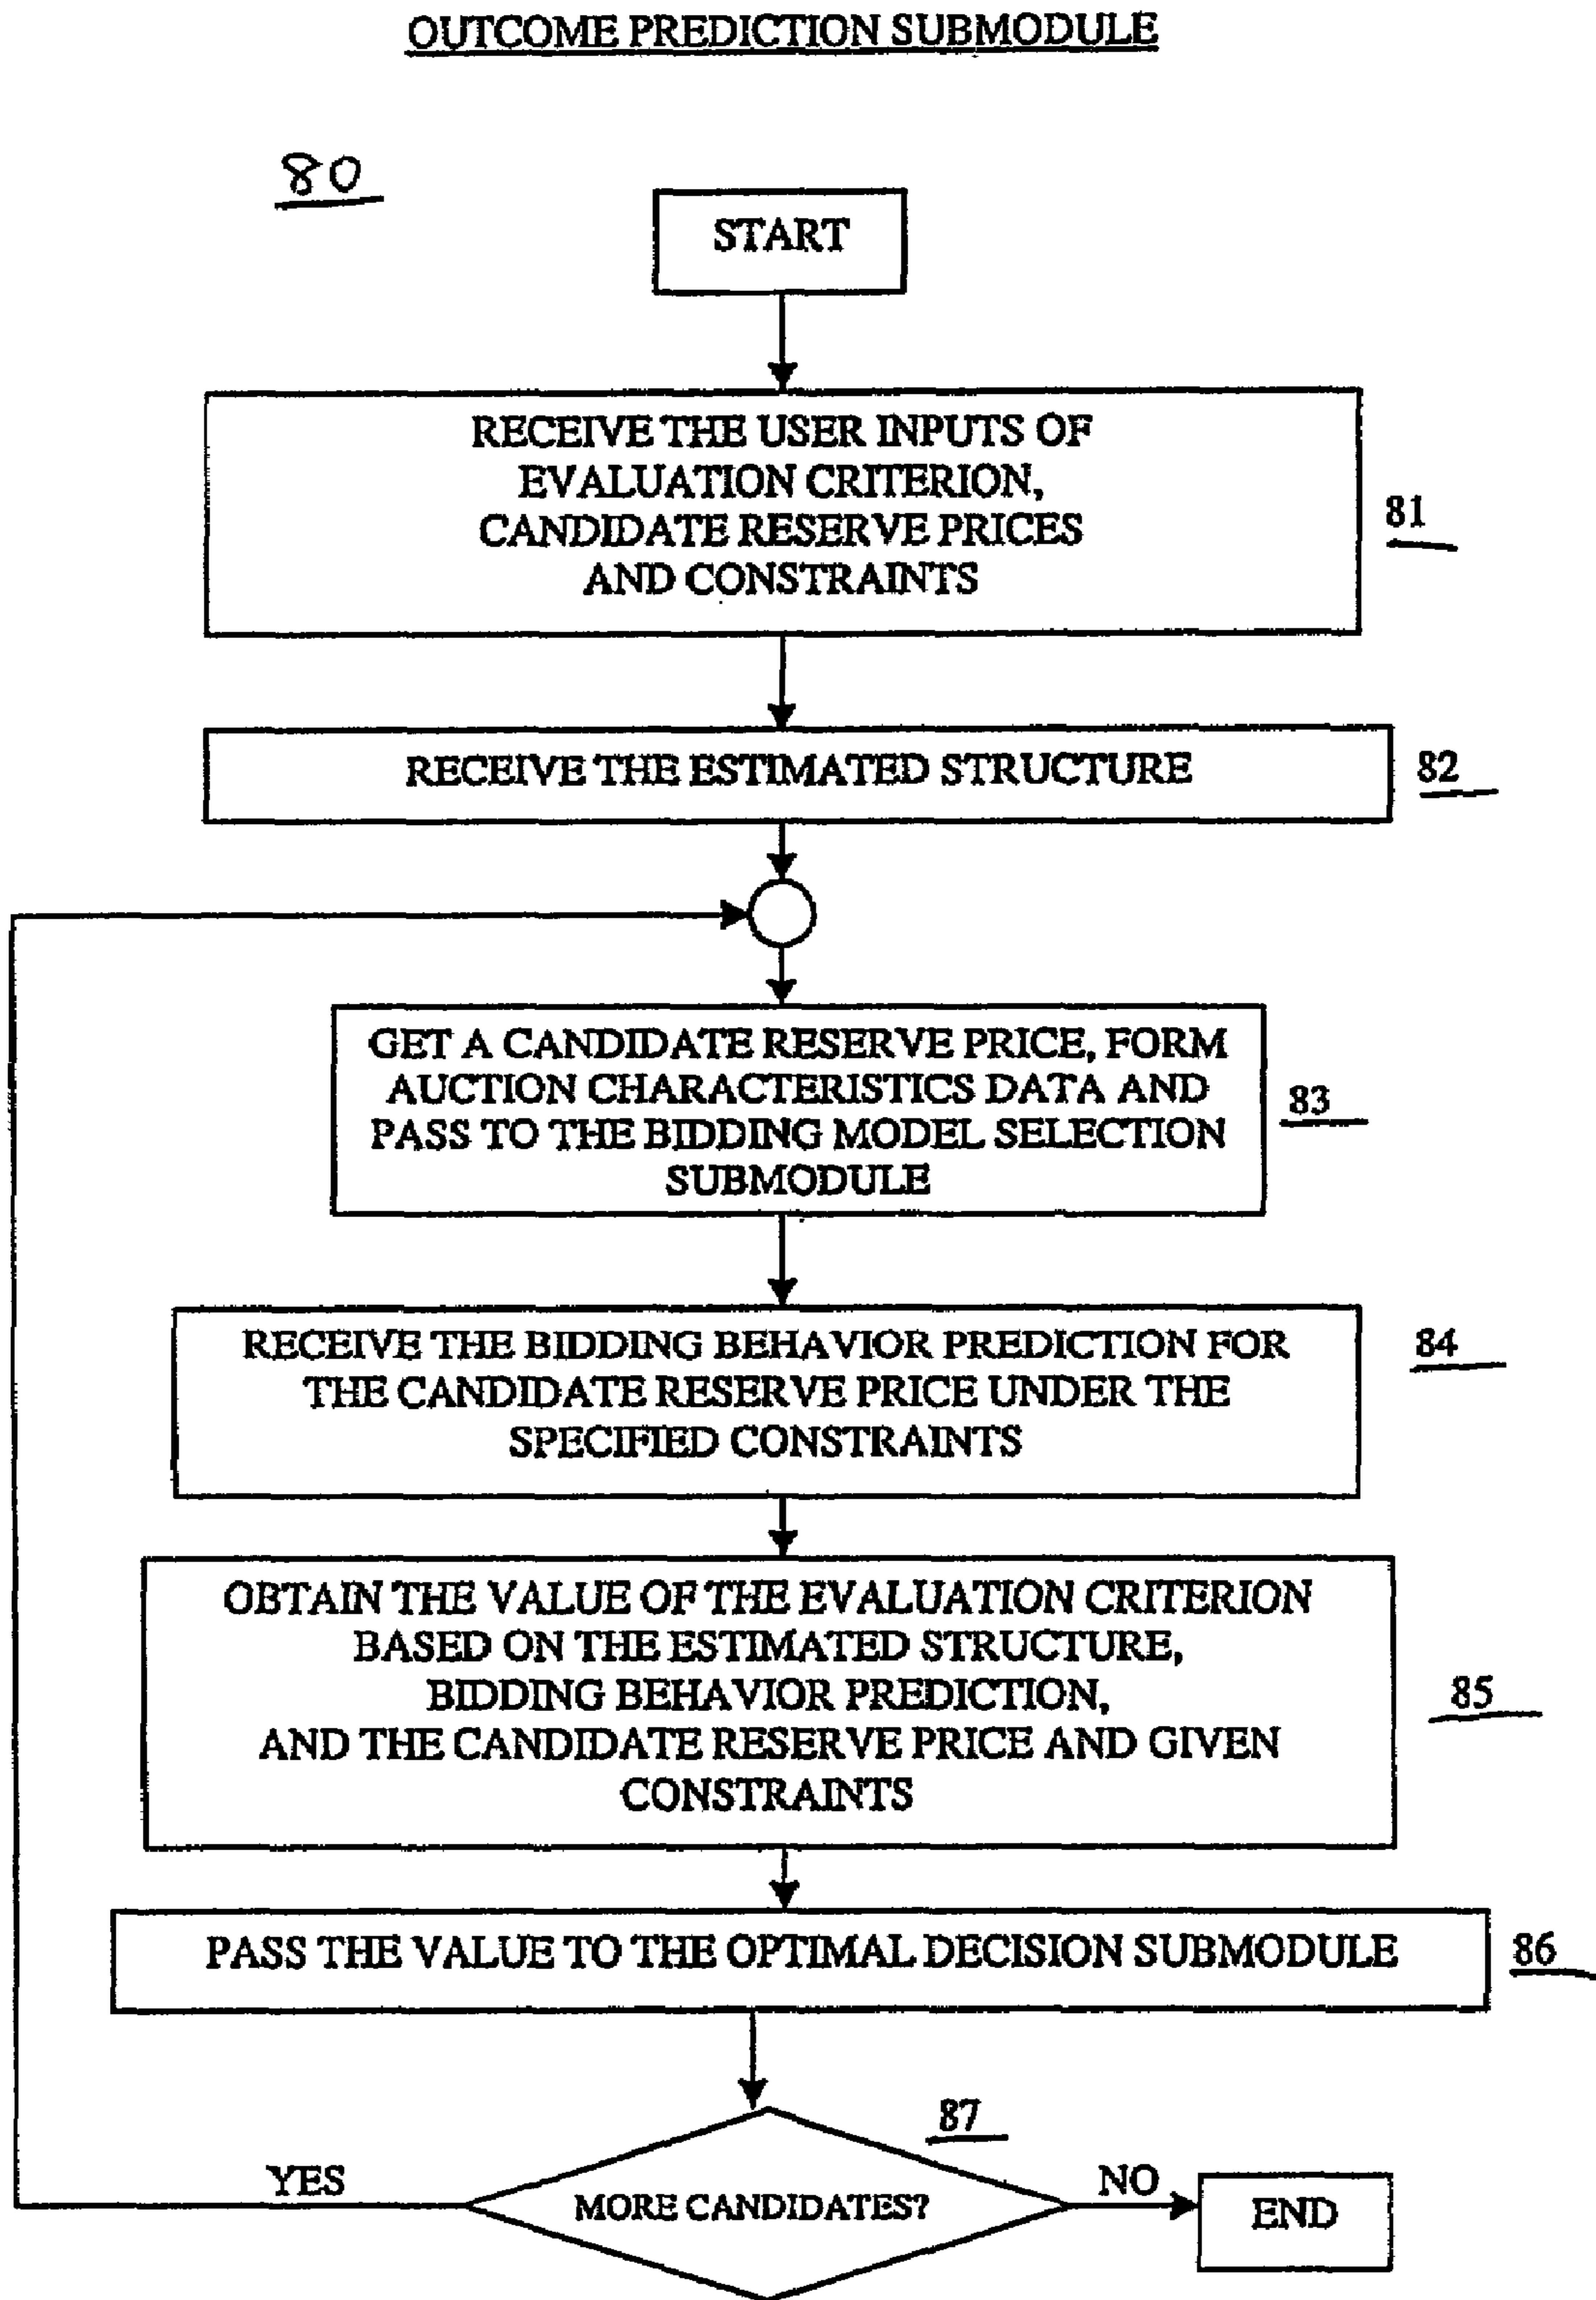 OUTCOME PREDICTION SUBMODULE
80
START
RECEIVE THE USER INPUTS OF
EVALUATION CRITERION,
CANDIDATE RESERVE PRICES
AND CONSTRAINTS
81
RECEIVE THE ESTIMATED STRUCTURE
82
GET A CANDIDATE RESERVE PRICE, FORM
AUCTION CHARACTERISTICS DATA AND
PASS TO THE BIDDING MODEL SELECTION
SUBMODULE
83
RECEIVE THE BIDDING BEHAVIOR PREDICTION FOR
THE CANDIDATE RESERVE PRICE UNDER THE
SPECIFIED CONSTRAINTS
84
OBTAIN THE VALUE OF THE EVALUATION CRITERION
BASED ON THE ESTIMATED STRUCTURE,
BIDDING BEHAVIOR PREDICTION,
AND THE CANDIDATE RESERVE PRICE AND GIVEN
CONSTRAINTS
85
PASS THE VALUE TO THE OPTIMAL DECISION SUBMODULE
86
87
YES
MORE CANDIDATES?
NO
END